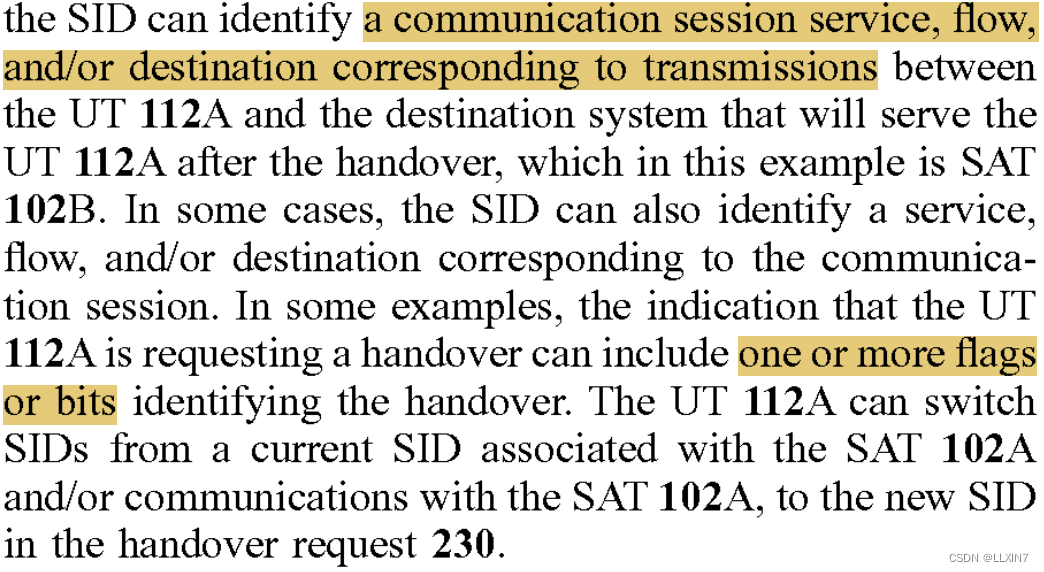 the SID can identify a communication session service, flow,
and/or destination corresponding to transmissions between
the UT 112A and the destination system that will serve the
UT 112A after the handover, which in this example is SAT
102B. In some cases, the SID can also identify a service,
flow, and/or destination corresponding to the communica-
tion session. In some examples, the indication that the UT
112A is requesting a handover can include one or more flags
or bits identifying the handover. The UT 112A can switch
SIDs from a current SID associated with the SAT 102A
and/or communications with the SAT 102A, to the new SID
in the handover request 230.
CSDN @LLXIN7